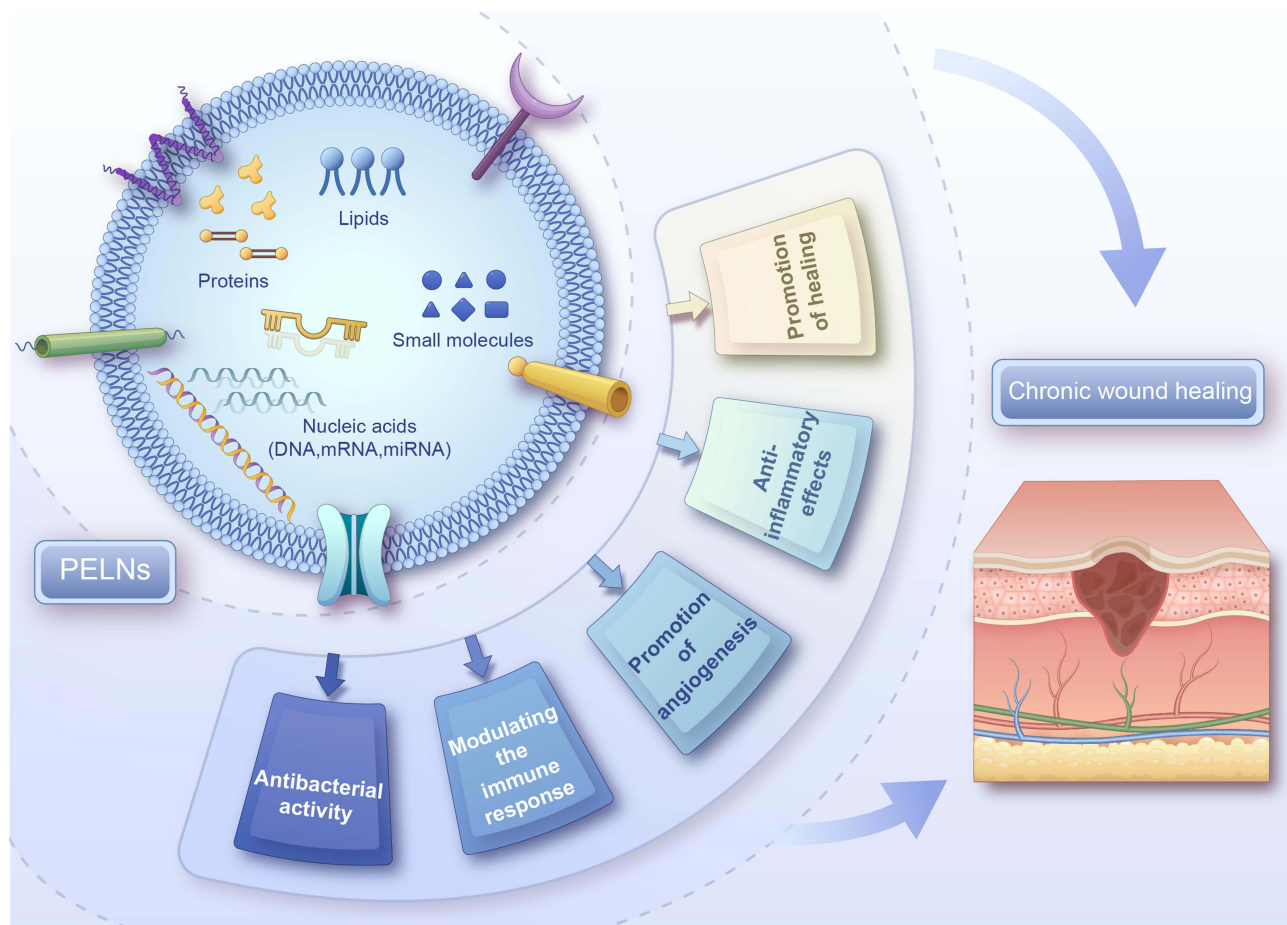 Lipids
Proteins
Small molecules
Nucleic acids
(DNA,mRNA,miRNA)
PELNs
Promotion
of healing
Anti-
inflammatory
effects
Promotion
of
angiogenesis
Modulating
the
immune
response
Antibacterial
activity
Chronic wound healing